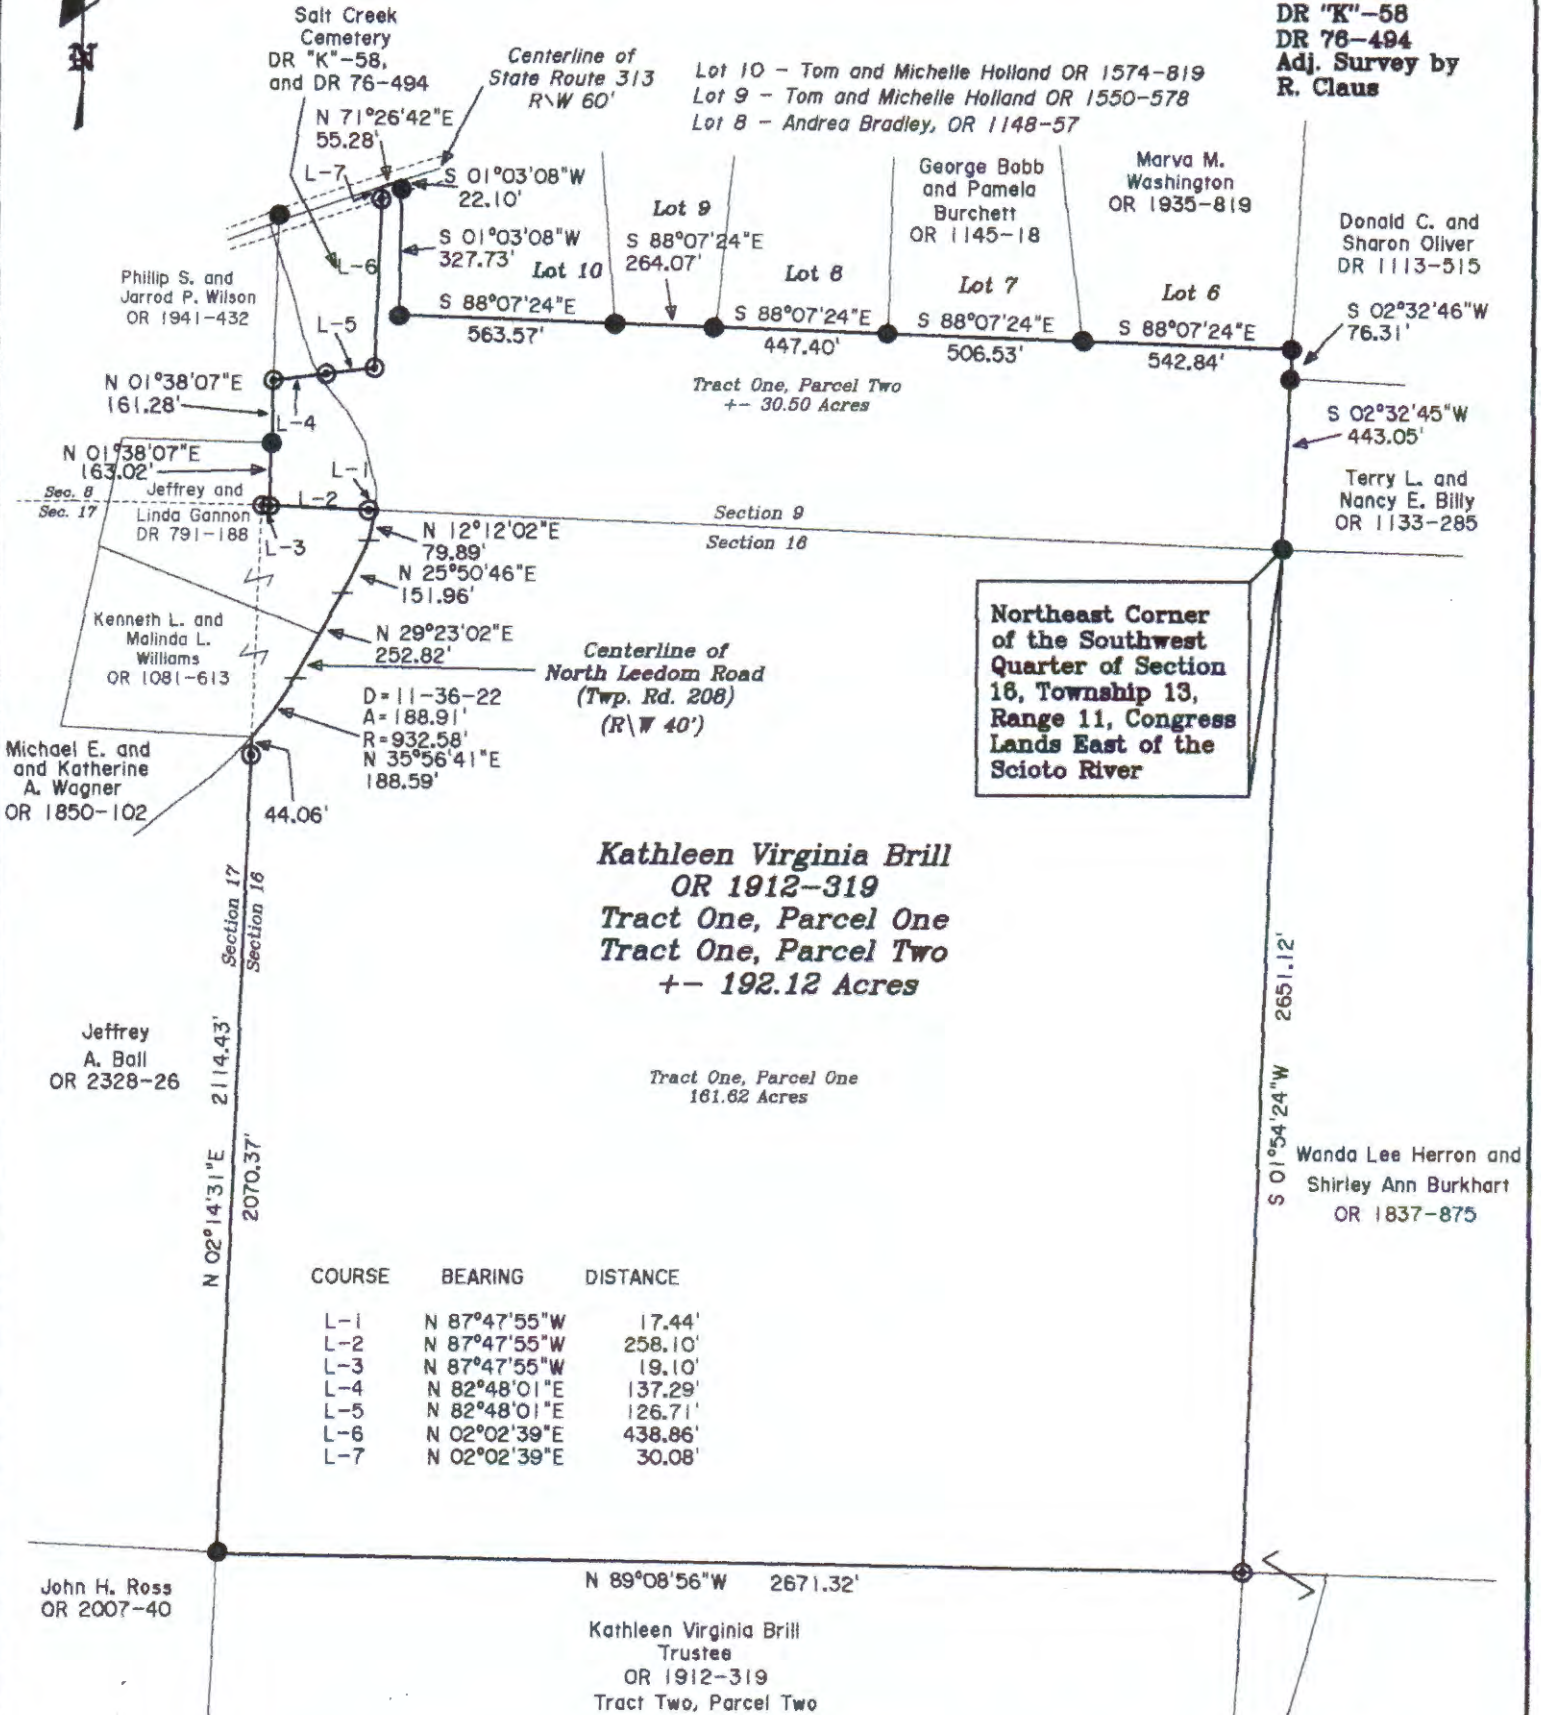 N
Salt Creek
Cemetery
DR "K"-58,
and DR 76-494
Centerline of
State Route 313
R\W 60'
Lot 10 - Tom and Michelle Holland OR 1574-819
Lot 9 - Tom and Michelle Holland OR 1550-578
Lot 8 - Andrea Bradley, OR 1148-57
DR "K"-58
DR 76-494
Adj. Survey by
R. Claus
N 71°26'42"E
55.28'
L-7
S 01°03'08"W
22.10'
S 01°03'08"W
327.73'
L-6
Lot 10
Lot 9
S 88°07'24"E
264.07'
George Bobb
and Pamela
Burchett
OR 1145-18
Marva M.
Washington
OR 1935-819
Donald C. and
Sharon Oliver
DR 1113-515
Phillip S. and
Jarrod P. Wilson
OR 1941-432
L-5
S 88°07'24"E
563.57'
Lot 8
S 88°07'24"E
447.40'
Lot 7
S 88°07'24"E
506.53'
Lot 6
S 88°07'24"E
542.84'
S 02°32'46"W
76.31'
N 01°38'07"E
161.28'
L-4
Tract One, Parcel Two
+- 30.50 Acres
S 02°32'45"W
443.05'
N 01°38'07"E
163.02'
L-1
Sec. 8
Sec. 17
Jeffrey and
Linda Gannon
DR 791-188
L-2
L-3
Section 9
Section 16
Terry L. and
Nancy E. Billy
OR 1133-285
N 12°12'02"E
79.89'
N 25°50'46"E
151.96'
N 29°23'02"E
252.82'
Kenneth L. and
Malinda L.
Williams
OR 1081-613
Centerline of
North Leedom Road
(Twp. Rd. 208)
(R\W 40')
D=11-36-22
A=188.91'
R=932.58'
N 35°56'41"E
188.59'
Northeast Corner
of the Southwest
Quarter of Section
16, Township 13,
Range 11, Congress
Lands East of the
Scioto River
Michael E. and
and Katherine
A. Wagner
OR 1850-102
44.06'
Kathleen Virginia Brill
OR 1912-319
Tract One, Parcel One
Tract One, Parcel Two
+- 192.12 Acres
Section 17
Section 16
Jeffrey
A. Ball
OR 2328-26
N 02°14'31"E 2114.43'
2070.37'
Tract One, Parcel One
161.62 Acres
S 01°54'24"W 2651.12'
Wanda Lee Herron and
Shirley Ann Burkhart
OR 1837-875
COURSE BEARING DISTANCE
L-1 N 87°47'55"W 17.44'
L-2 N 87°47'55"W 258.10'
L-3 N 87°47'55"W 19.10'
L-4 N 82°48'01"E 137.29'
L-5 N 82°48'01"E 126.71'
L-6 N 02°02'39"E 438.86'
L-7 N 02°02'39"E 30.08'
John H. Ross
OR 2007-40
N 89°08'56"W 2671.32'
Kathleen Virginia Brill
Trustee
OR 1912-319
Tract Two, Parcel Two